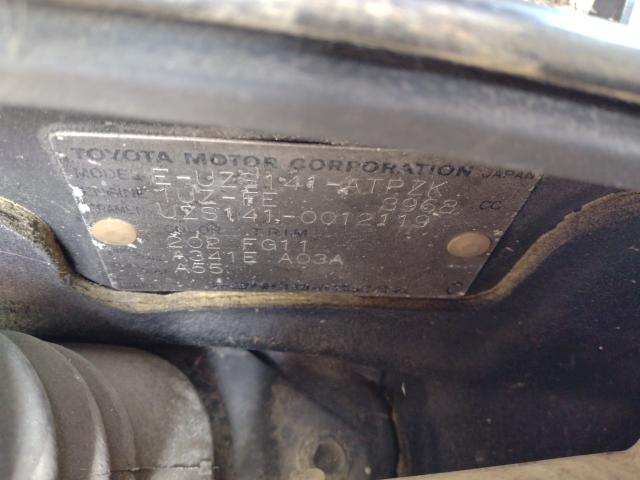 TOYOTA MOTOR CORPORATION JAPAN
MODEL E-UZS141-ATPZK
ENGINE 1UZ-FE 3968 CC
FRAME No. UZS141-0012119
COLOR TRIM
202 FG11
A341E A03A